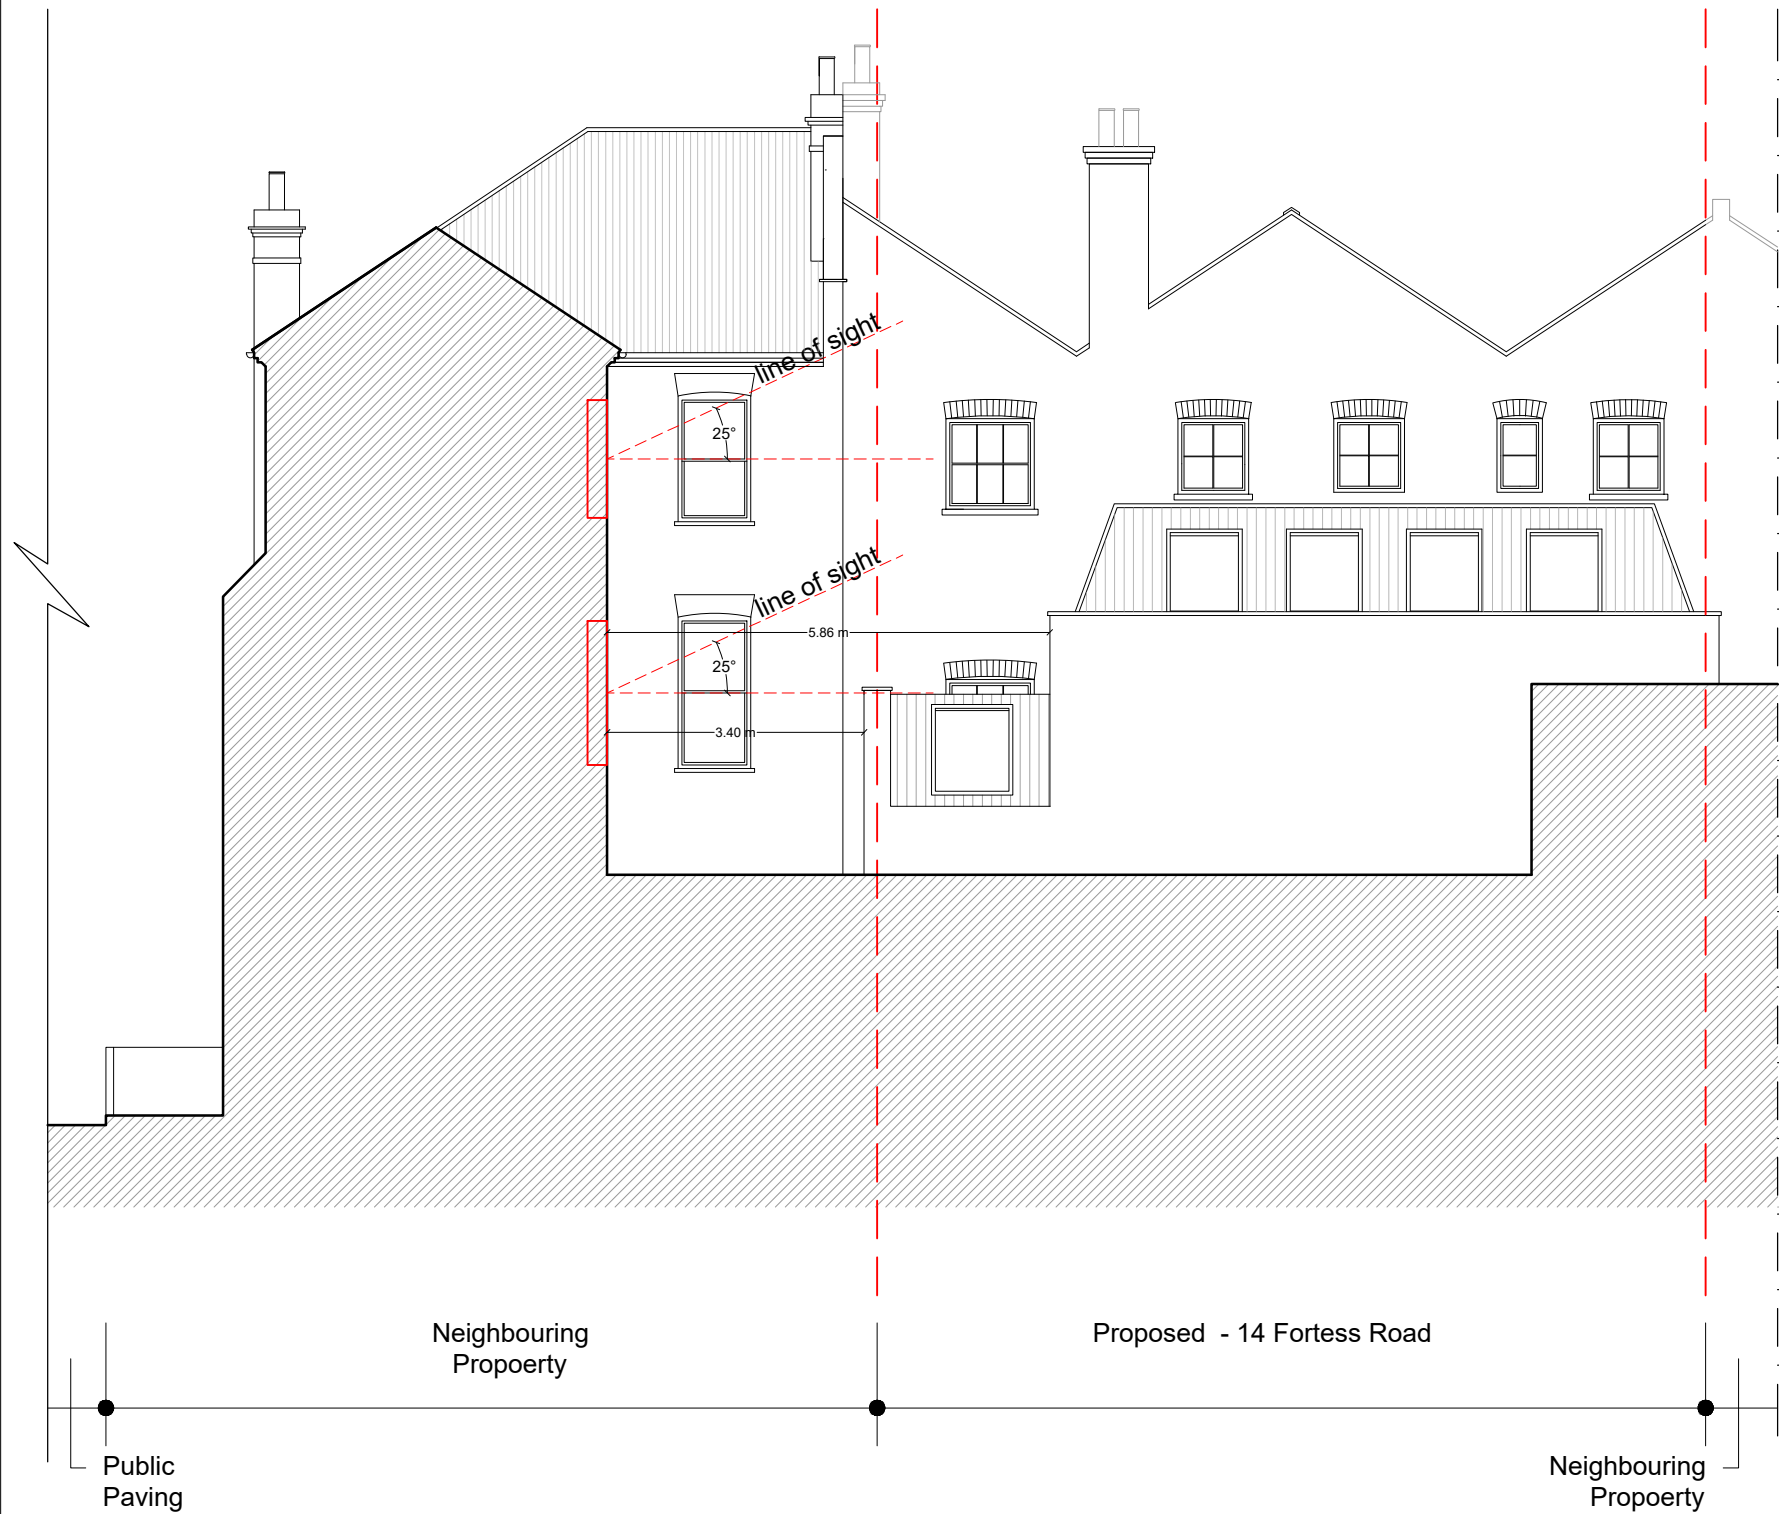 line of sight
25°
line of sight
5.86 m
25°
3.40 m
Neighbouring
Propoerty
Proposed - 14 Fortess Road
Public
Paving
Neighbouring
Propoerty